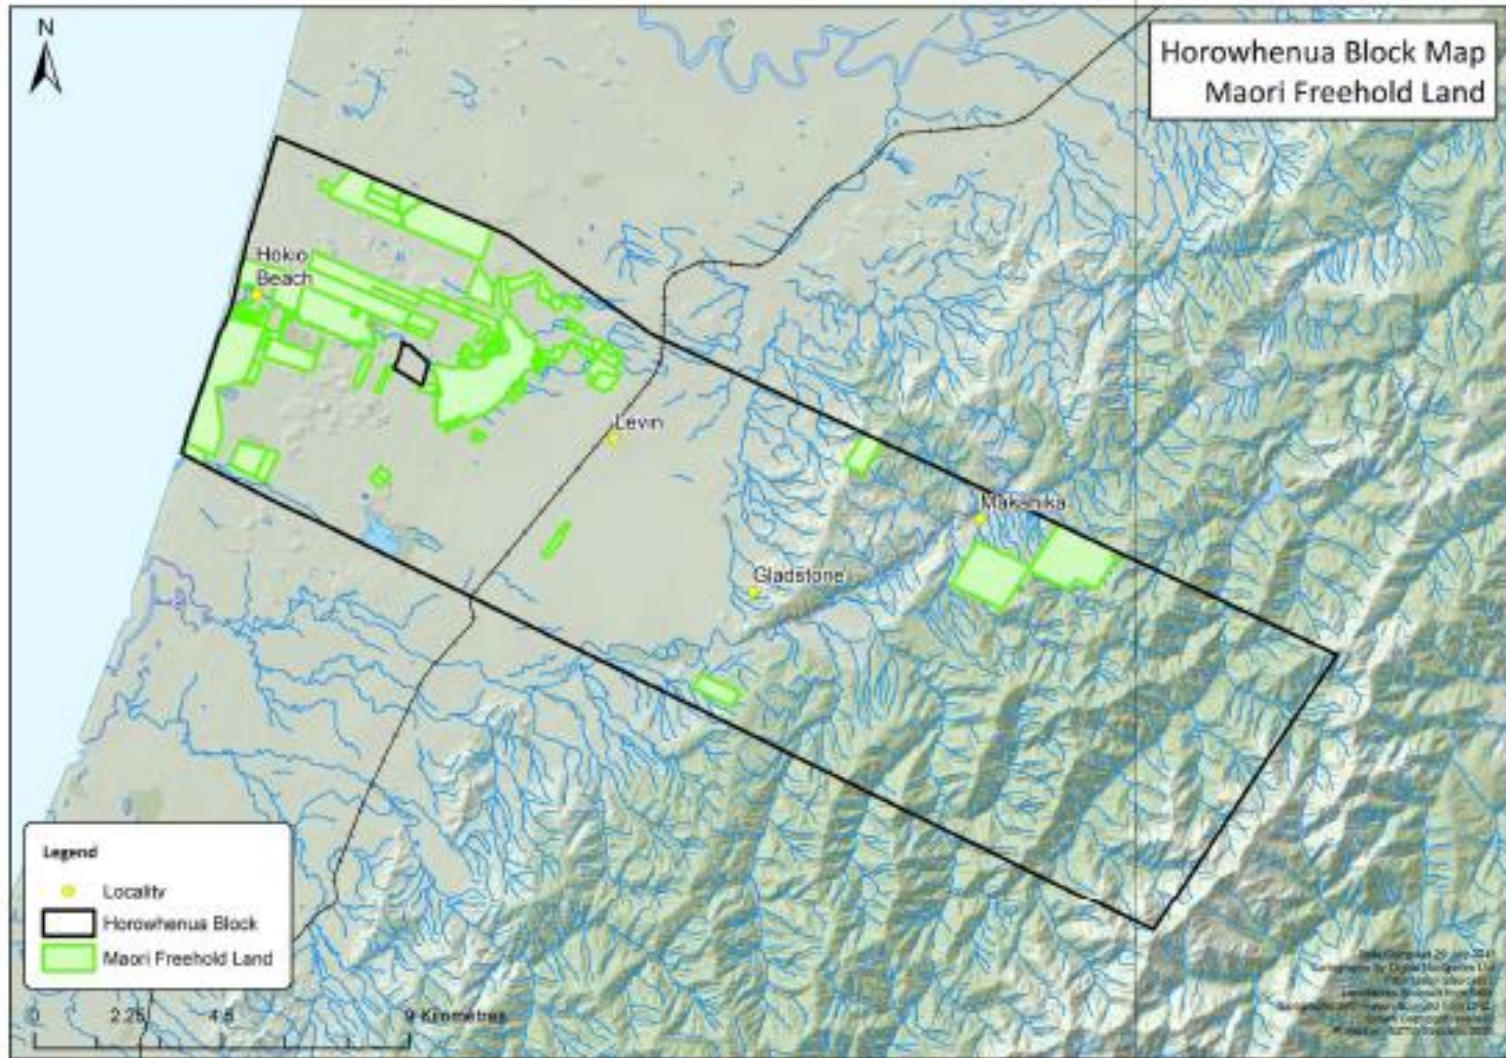 N
Horowhenua Block Map
Maori Freehold Land
Hokio
Beach
Levin
Makahika
Gladstone
Legend
Locality
Horowhenua Block
Maori Freehold Land
0 2.25 4.5 9 Kilometres